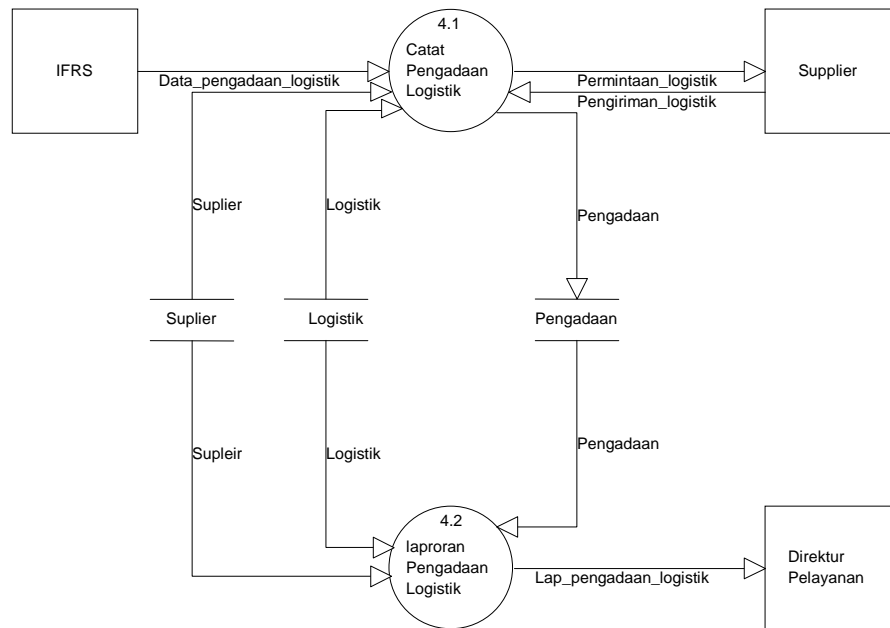 4.1
IFRS
Catat
Pengadaan
Logistik
Supplier
Data_pengadaan_logistik
Permintaan_logistik
Pengiriman_logistik
Suplier
Logistik
Pengadaan
Suplier
Logistik
Pengadaan
Supleir
Logistik
Pengadaan
4.2
laproran
Pengadaan
Logistik
Lap_pengadaan_logistik
Direktur
Pelayanan